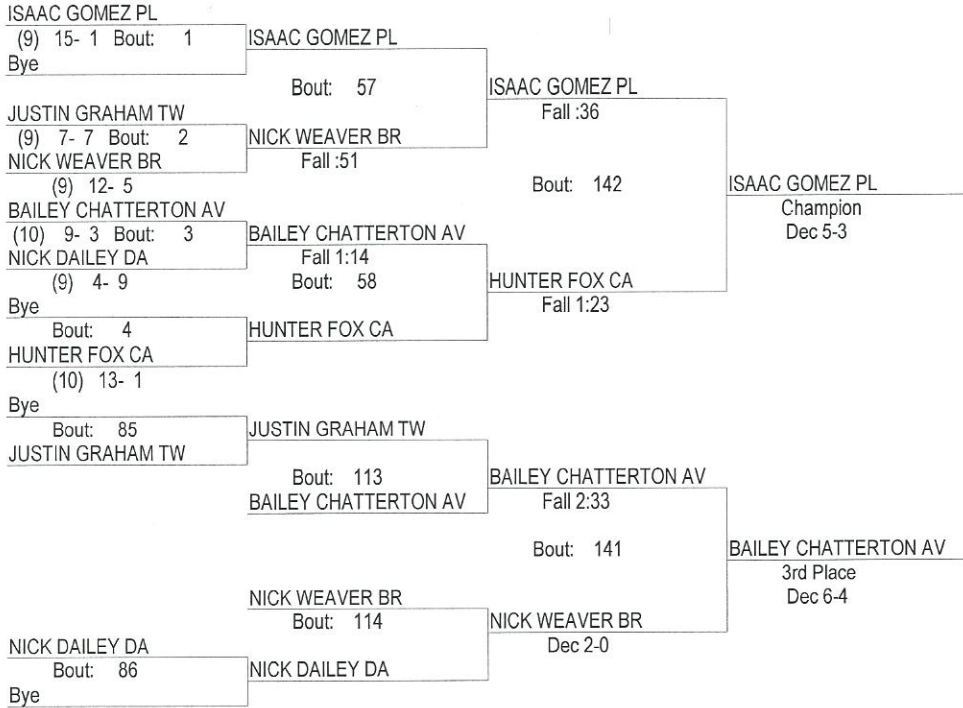 ISAAC GOMEZ PL
(9) 15- 1 Bout: 1
Bye
ISAAC GOMEZ PL
Bout: 57
JUSTIN GRAHAM TW
(9) 7- 7 Bout: 2
NICK WEAVER BR
(9) 12- 5
NICK WEAVER BR
Fall :51
ISAAC GOMEZ PL
Fall :36
Bout: 142
BAILEY CHATTERTON AV
(10) 9- 3 Bout: 3
NICK DAILEY DA
(9) 4- 9
BAILEY CHATTERTON AV
Fall 1:14
Bout: 58
Bye
Bout: 4
HUNTER FOX CA
(10) 13- 1
HUNTER FOX CA
HUNTER FOX CA
Fall 1:23
ISAAC GOMEZ PL
Champion
Dec 5-3
Bye
Bout: 85
JUSTIN GRAHAM TW
JUSTIN GRAHAM TW
Bout: 113
BAILEY CHATTERTON AV
BAILEY CHATTERTON AV
Fall 2:33
Bout: 141
NICK WEAVER BR
Bout: 114
NICK DAILEY DA
Bout: 86
Bye
NICK DAILEY DA
NICK WEAVER BR
Dec 2-0
BAILEY CHATTERTON AV
3rd Place
Dec 6-4